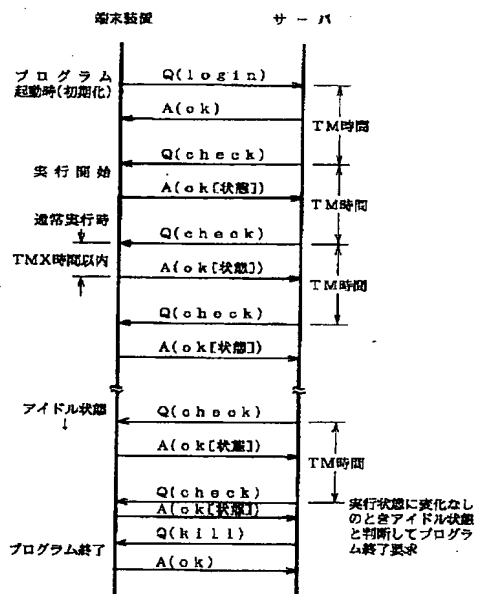 端末装置 サーバ
プログラム
起動時(初期化)
Q(login)
A(ok)
TM時間
Q(check)
実行開始
A(ok[状態])
TM時間
通常実行時
Q(check)
TMX時間以内
A(ok[状態])
TM時間
Q(check)
A(ok[状態])
アイドル状態
↓
Q(check)
A(ok[状態])
TM時間
Q(check)
A(ok[状態])
実行状態に変化なし
のときアイドル状態
と判断してプログラ
ム終了要求
Q(kill)
プログラム終了
A(ok)